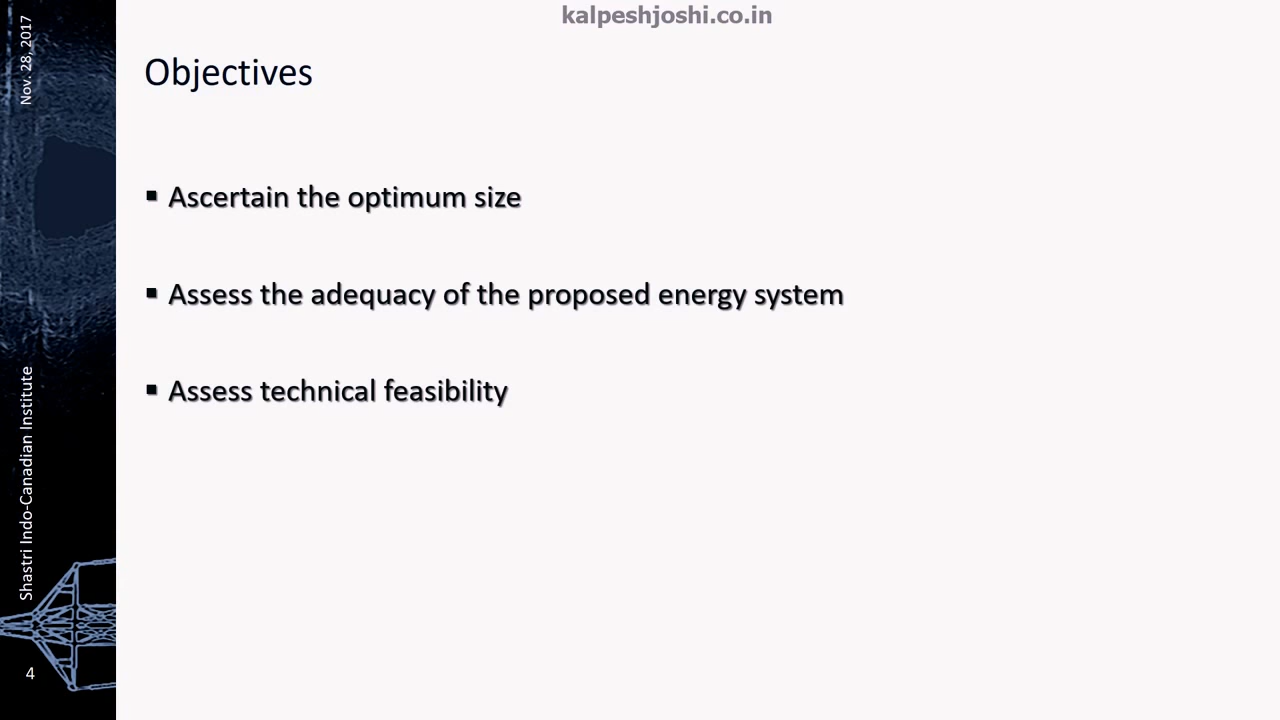 kalpeshjoshi.co.in
Nov. 28, 2017
Objectives
▪ Ascertain the optimum size
▪ Assess the adequacy of the proposed energy system
▪ Assess technical feasibility
Shastri Indo-Canadian Institute
4